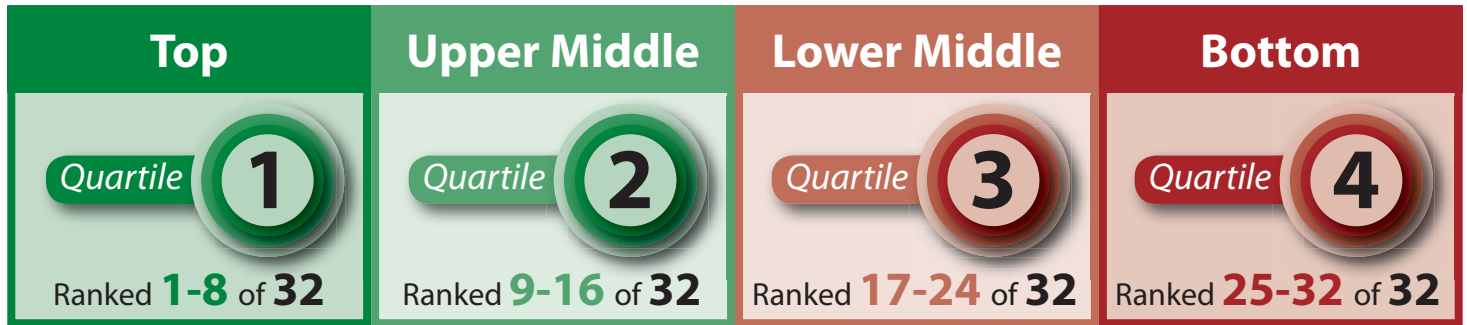 Top
Quartile 1
Ranked 1-8 of 32
Upper Middle
Quartile 2
Ranked 9-16 of 32
Lower Middle
Quartile 3
Ranked 17-24 of 32
Bottom
Quartile 4
Ranked 25-32 of 32